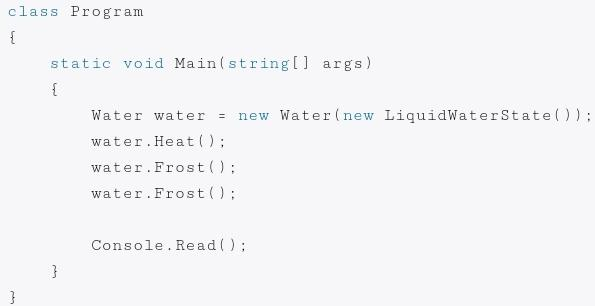 class Program
{
    static void Main(string[] args)
    {
        Water water = new Water(new LiquidWaterState());
        water.Heat();
        water.Frost();
        water.Frost();

        Console.Read();
    }
}